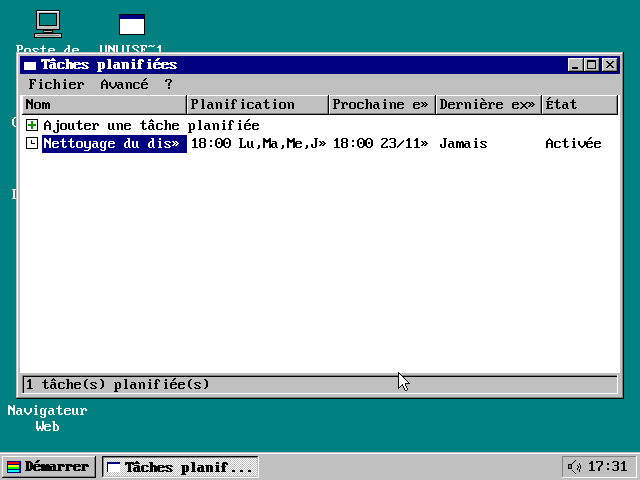 Poste de UNUISE~1
Tâches planifiées
Fichier Avancé ?
Nom Planification Prochaine e» Dernière ex» État
Ajouter une tâche planifiée
Nettoyage du dis» 18:00 Lu,Ma,Me,J» 18:00 23/11» Jamais Activée
1 tâche(s) planifiée(s)
Navigateur
Web
Démarrer Tâches planif... 17:31